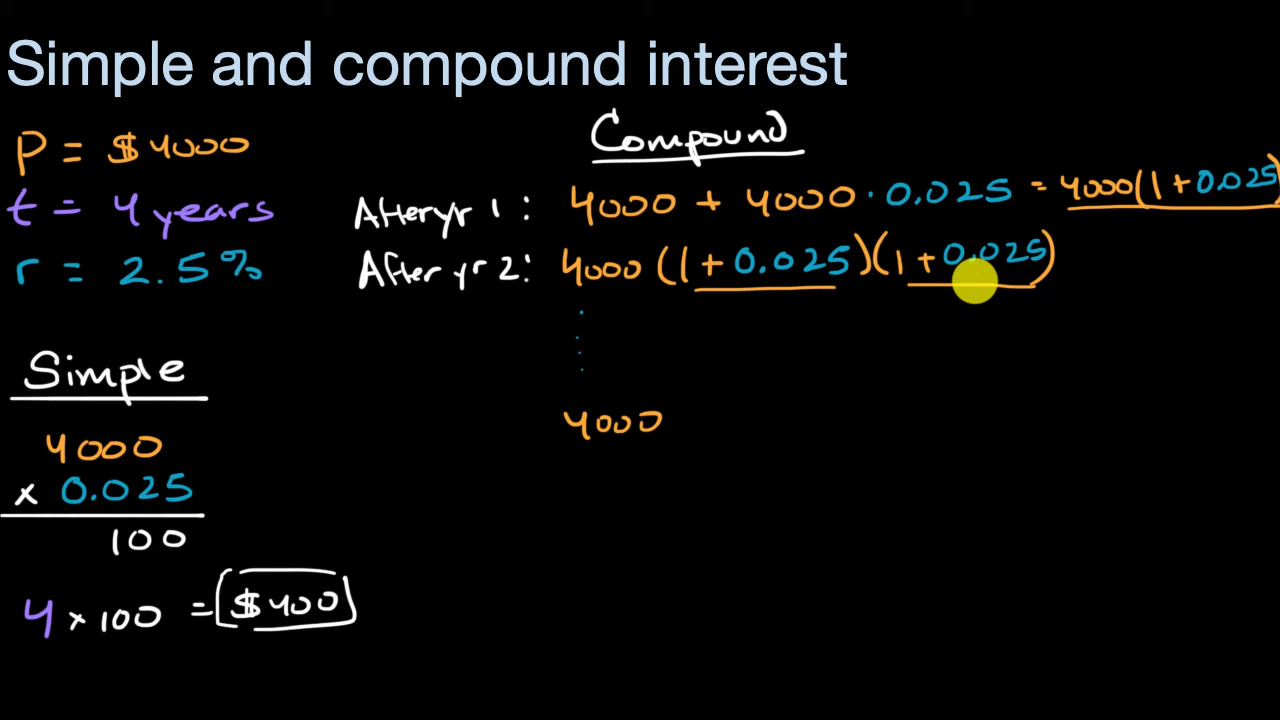 Simple and compound interest
P = $4000
t = 4 years
r = 2.5%
Simple
4000
x 0.025
100
4 x 100 = $400
Compound
After yr 1: 4000 + 4000 · 0.025 = 4000(1 + 0.025)
After yr 2: 4000 (1 + 0.025)(1 + 0.025)
4000